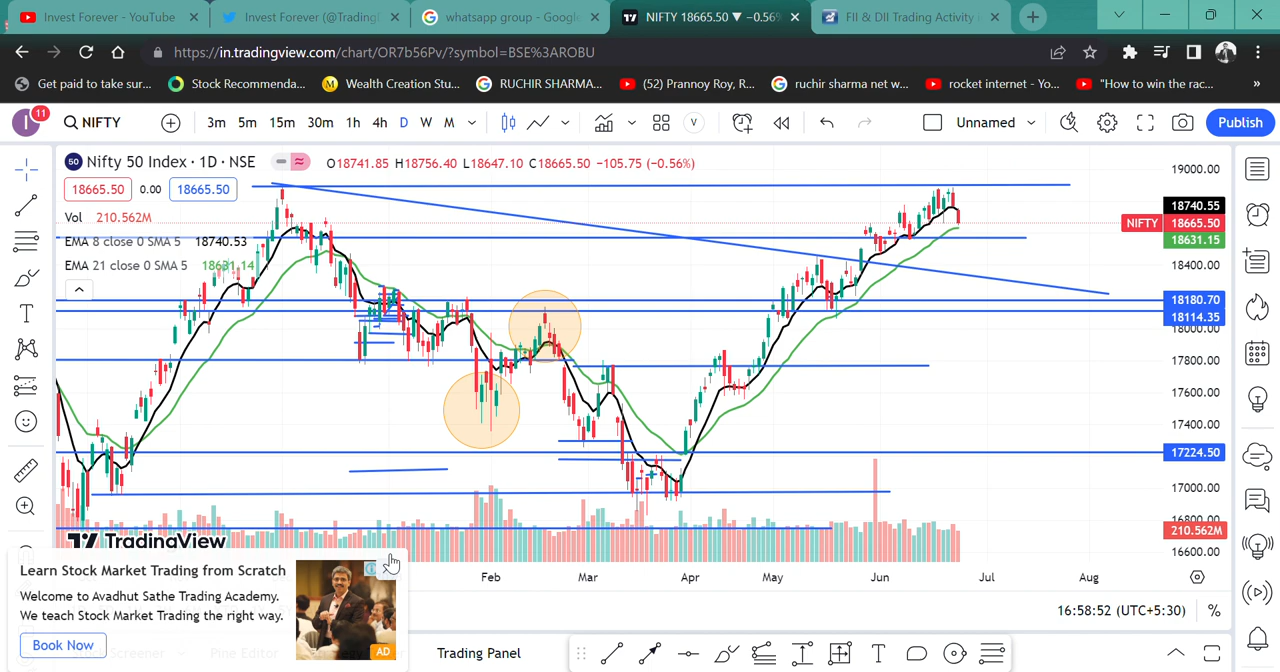 Invest Forever - YouTube
Invest Forever (@Trading
whatsapp group - Google
NIFTY 18665.50 ▼ −0.56%
FII & DII Trading Activity
https://in.tradingview.com/chart/OR7b56Pv/?symbol=BSE%3AROBU
Get paid to take sur...
Stock Recommenda...
Wealth Creation Stu...
RUCHIR SHARMA...
(52) Prannoy Roy, R...
ruchir sharma net w...
rocket internet - Yo...
"How to win the rac...
»
I
11
NIFTY
3m 5m 15m 30m 1h 4h D W M
V
Unnamed
Publish
50 Nifty 50 Index · 1D · NSE
O18741.85 H18756.40 L18647.10 C18665.50 −105.75 (−0.56%)
18665.50 0.00 18665.50
Vol 210.562M
EMA 8 close 0 SMA 5 18740.53
EMA 21 close 0 SMA 5 18631.14
19000.00
18740.55
NIFTY 18665.50
18631.15
18400.00
18180.70
18114.35
18000.00
17800.00
17600.00
17400.00
17224.50
17000.00
16800.00
210.562M
16600.00
TradingView
Feb Mar Apr May Jun Jul Aug
16:58:52 (UTC+5:30) %
Learn Stock Market Trading from Scratch
Welcome to Avadhut Sathe Trading Academy.
We teach Stock Market Trading the right way.
Book Now
AD
Screener
Pine Editor
Trading Panel